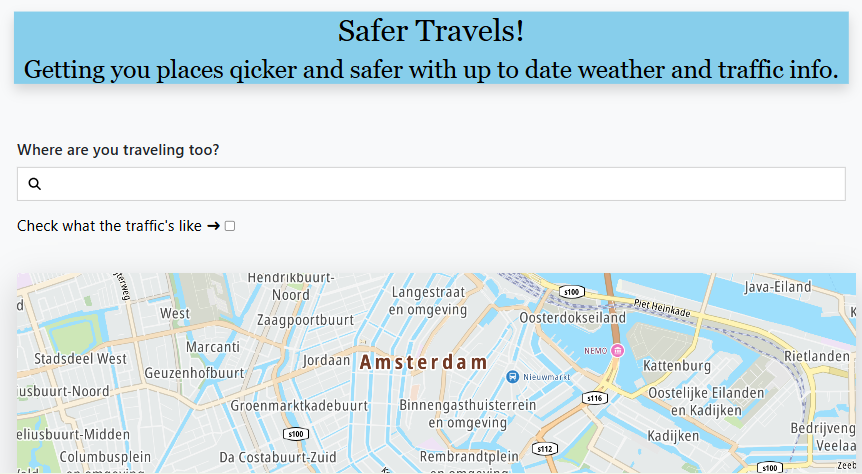 Safer Travels!
Getting you places qicker and safer with up to date weather and traffic info.
Where are you traveling too?
Check what the traffic's like →
Hendrikbuurt-
Noord
Langestraat
en omgeving
s100
Piet Heinkade
Java-Eiland
West
Zaagpoortbuurt
Oosterdokseiland
Marcanti
Stadsdeel West
Jordaan
Amsterdam
NEMO
Rietlanden
Geuzenhofbuurt
Nieuwmarkt
Kattenburg
usbuurt-Noord
Groenmarktkadebuurt
Binnengasthuisterrein
en omgeving
s116
Oostelijke Eilanden
en Kadijken
eliusbuurt-Midden
s100
Kadijken
Bedrijveng
Veelaa
Columbusplein
en omgeving
Da Costabuurt-Zuid
Rembrandtplein
en omgeving
s112
s100
Zeeb